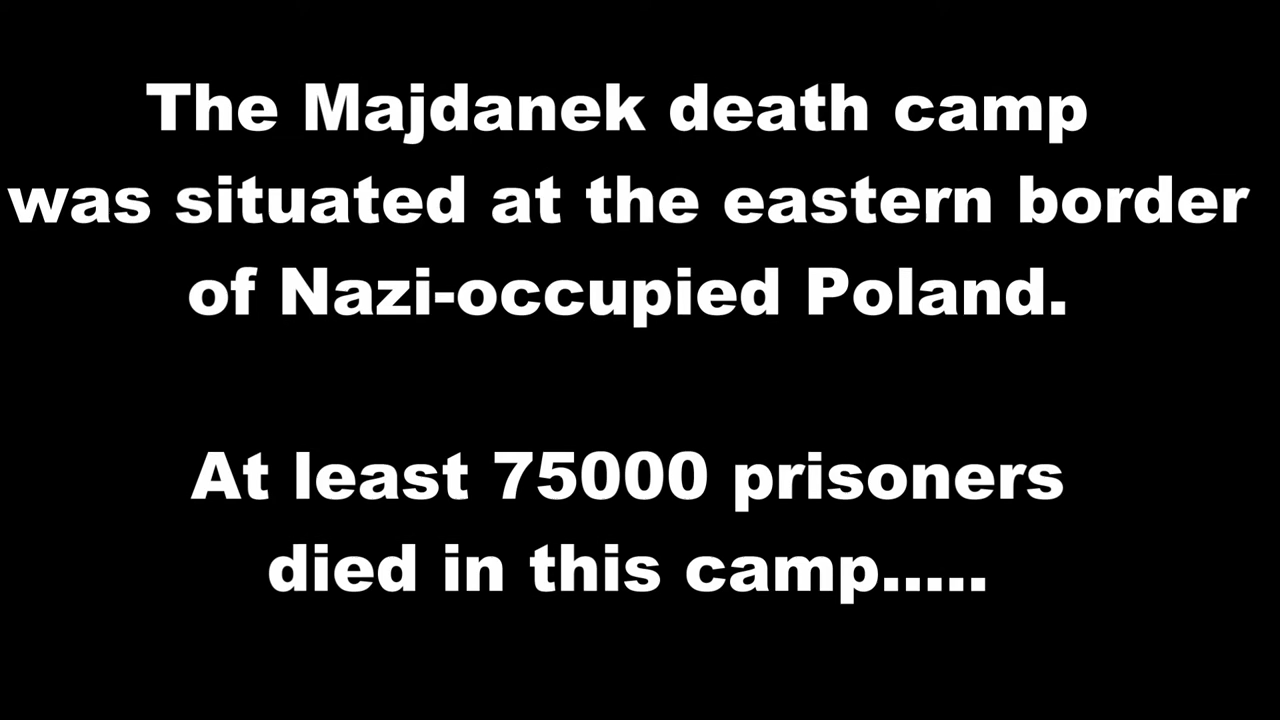 The Majdanek death camp
was situated at the eastern border
of Nazi-occupied Poland.
At least 75000 prisoners
died in this camp.....